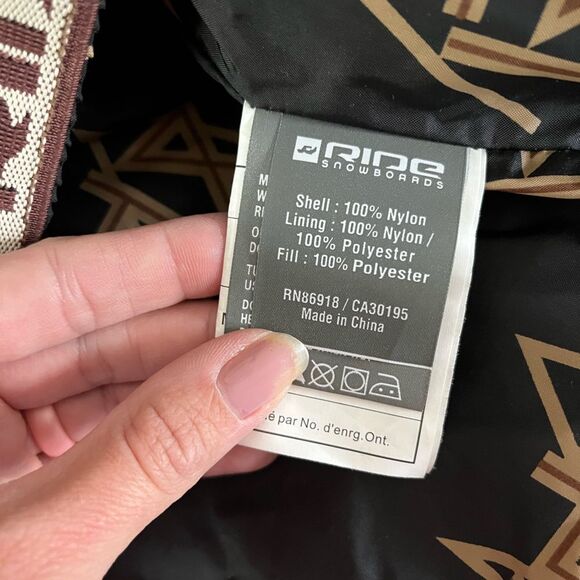 RIDE
SNOWBOARDS
Shell : 100% Nylon
Lining : 100% Nylon /
100% Polyester
Fill : 100% Polyester
RN86918 / CA30195
Made in China
par No. d'enrg.Ont.